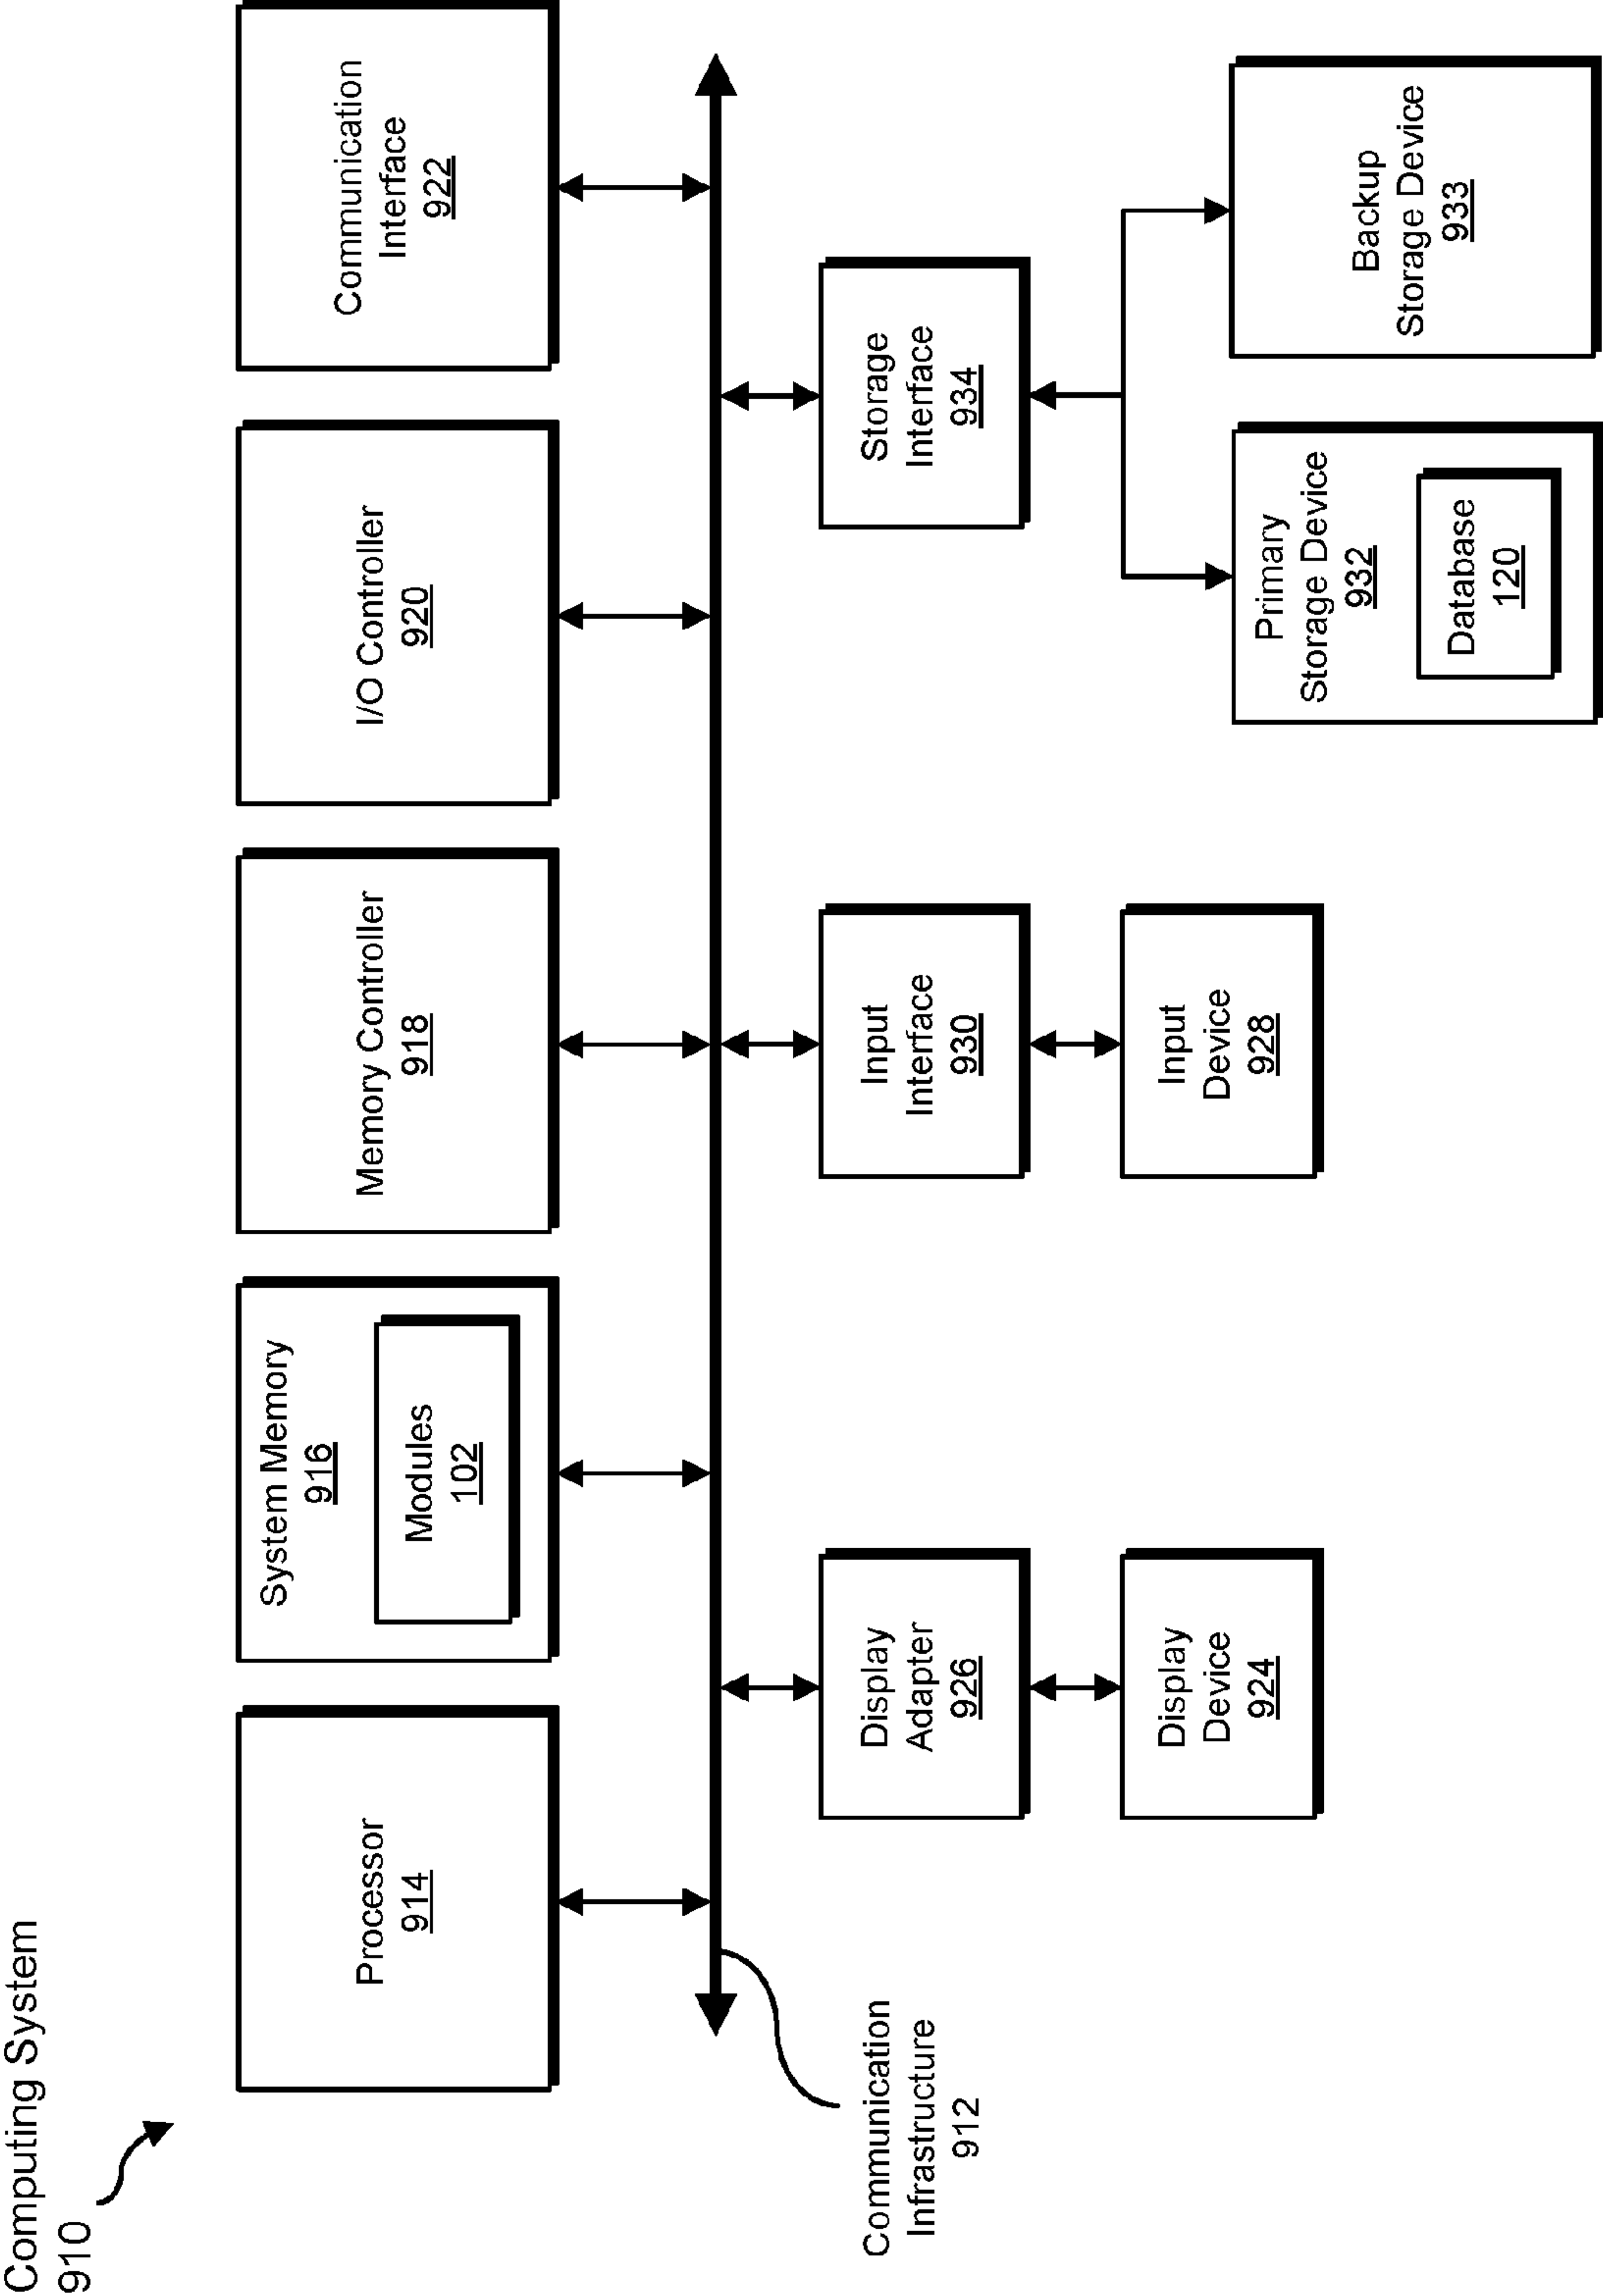 Computing System
910
Processor
914
System Memory
916
Modules
102
Memory Controller
918
I/O Controller
920
Communication
Interface
922
Communication
Infrastructure
912
Display
Adapter
926
Input
Interface
930
Storage
Interface
934
Display
Device
924
Input
Device
928
Primary
Storage Device
932
Database
120
Backup
Storage Device
933